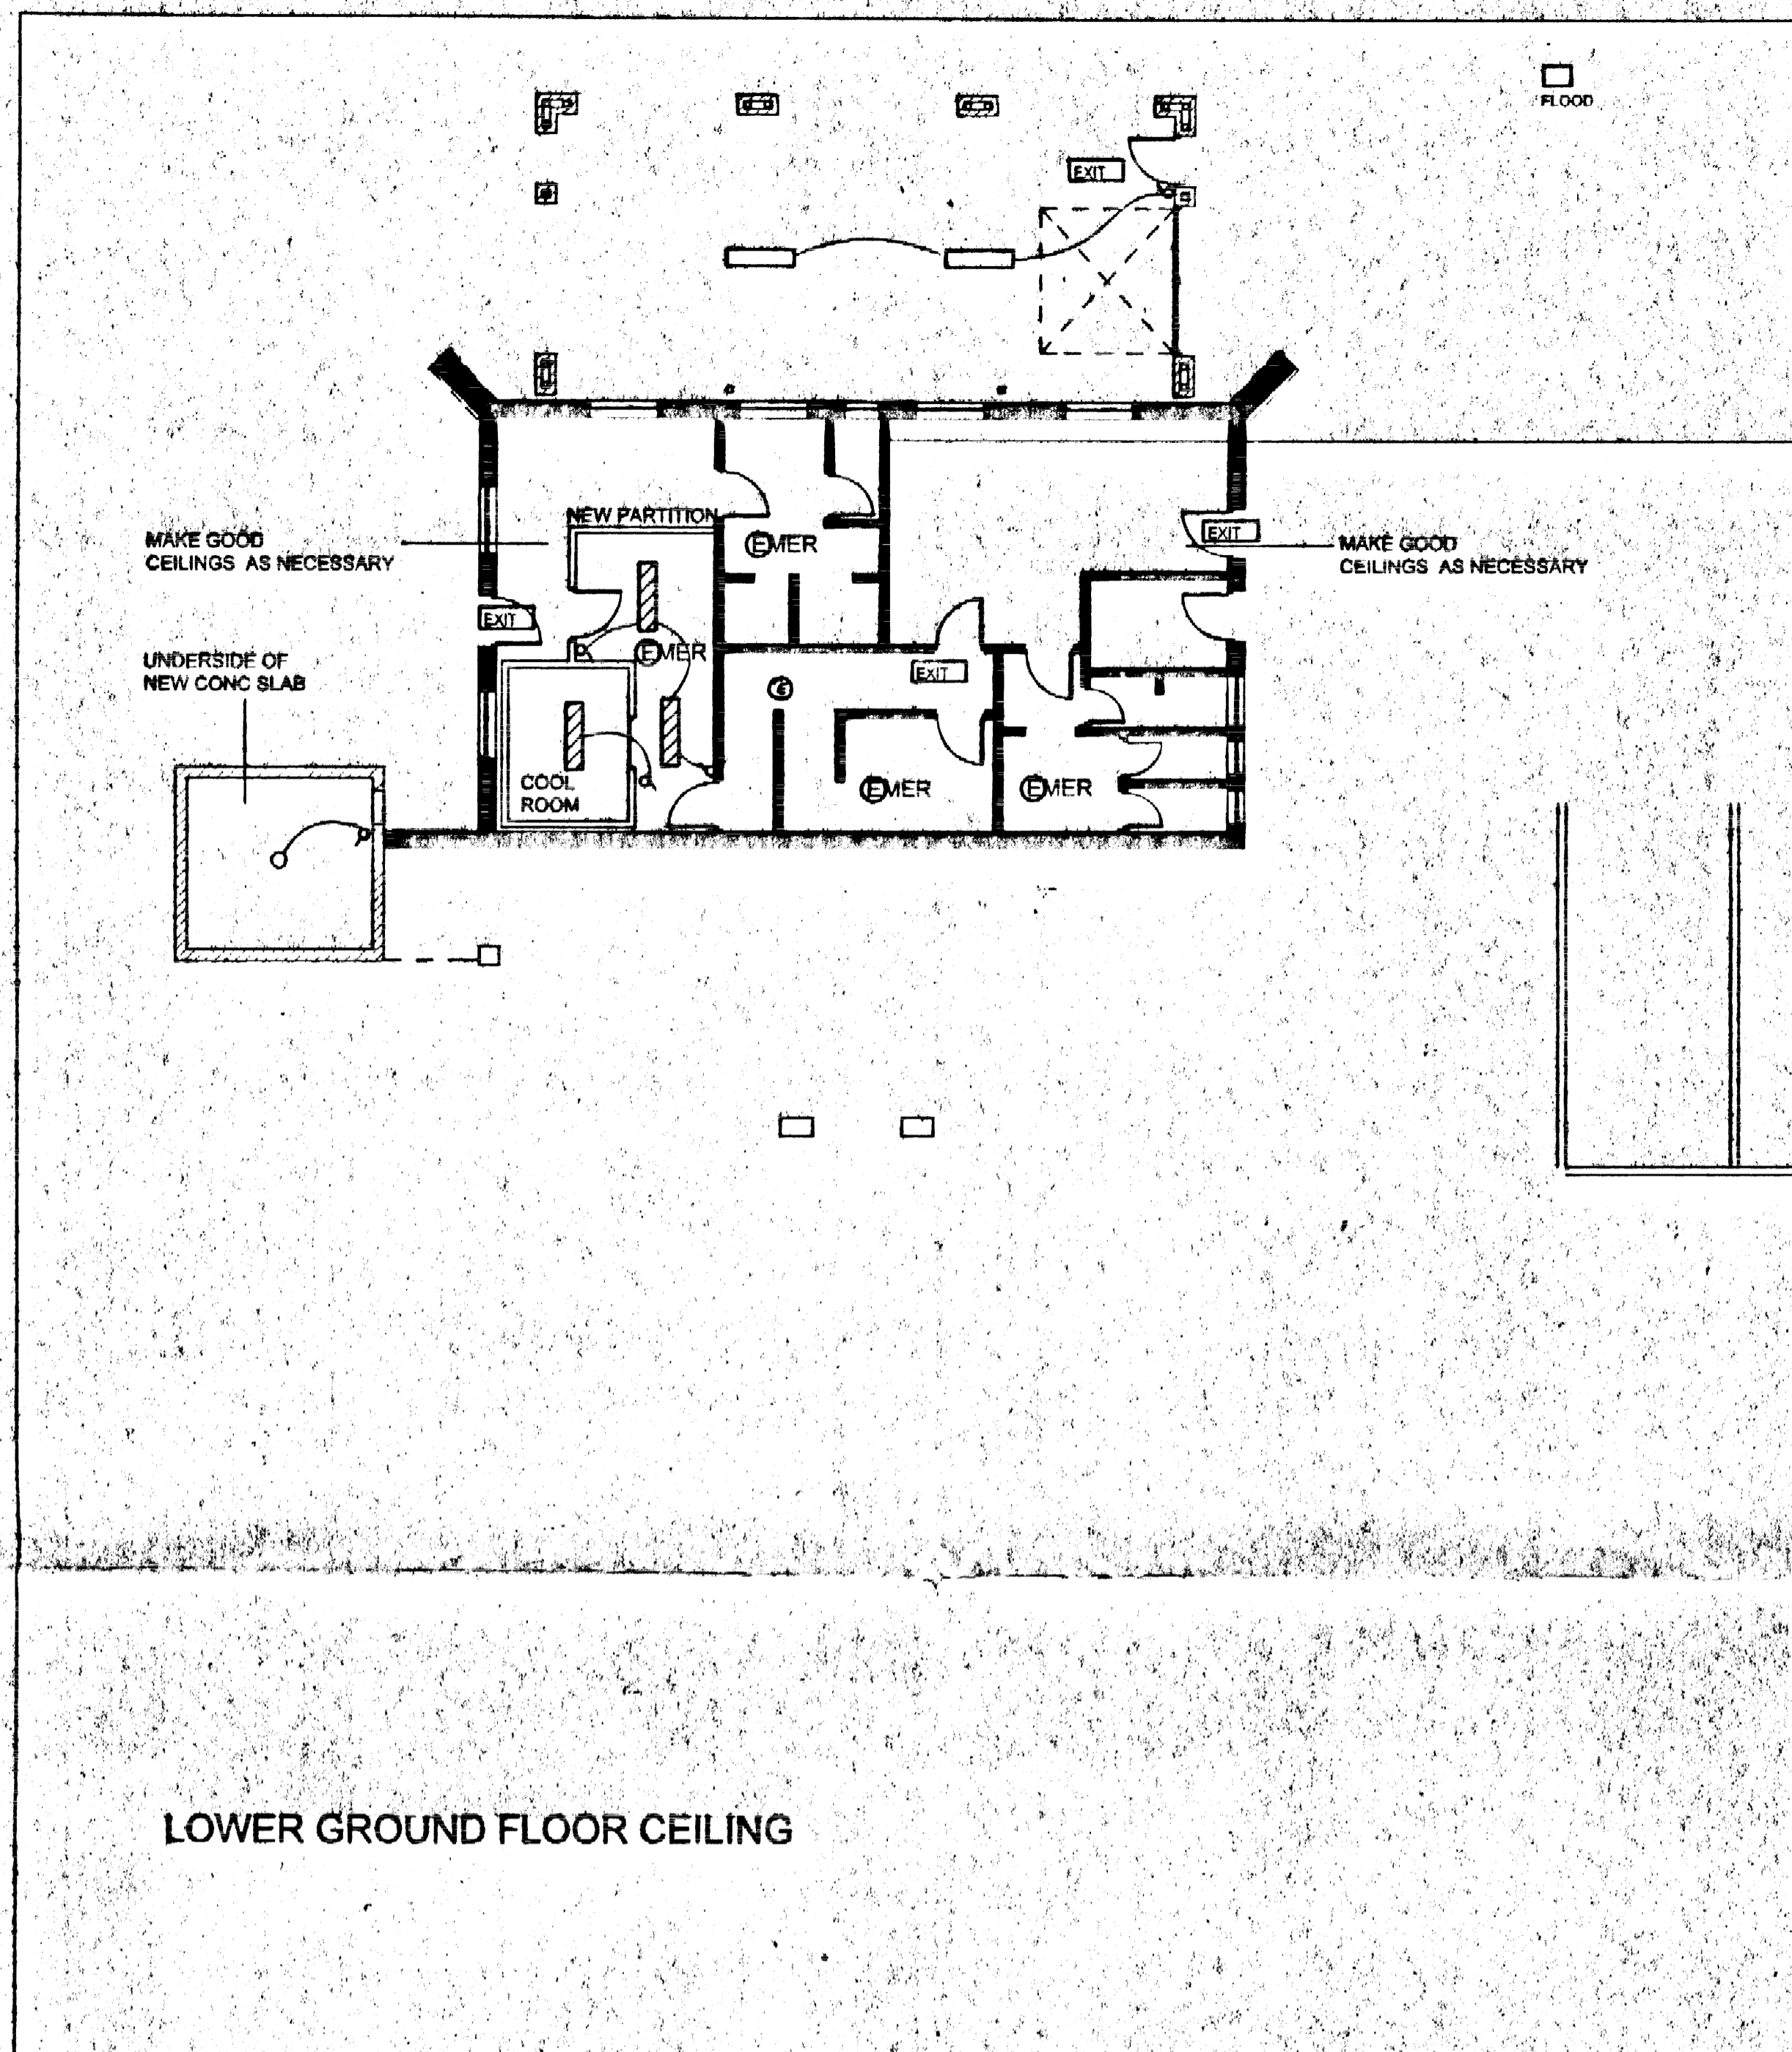 FLOOD
EXIT
NEW PARTITION
MAKE GOOD
CEILINGS AS NECESSARY
EMER
EXIT
MAKE GOOD
CEILINGS AS NECESSARY
EXIT
UNDERSIDE OF
NEW CONC SLAB
EMER
EXIT
E
COOL
ROOM
EMER
EMER
LOWER GROUND FLOOR CEILING